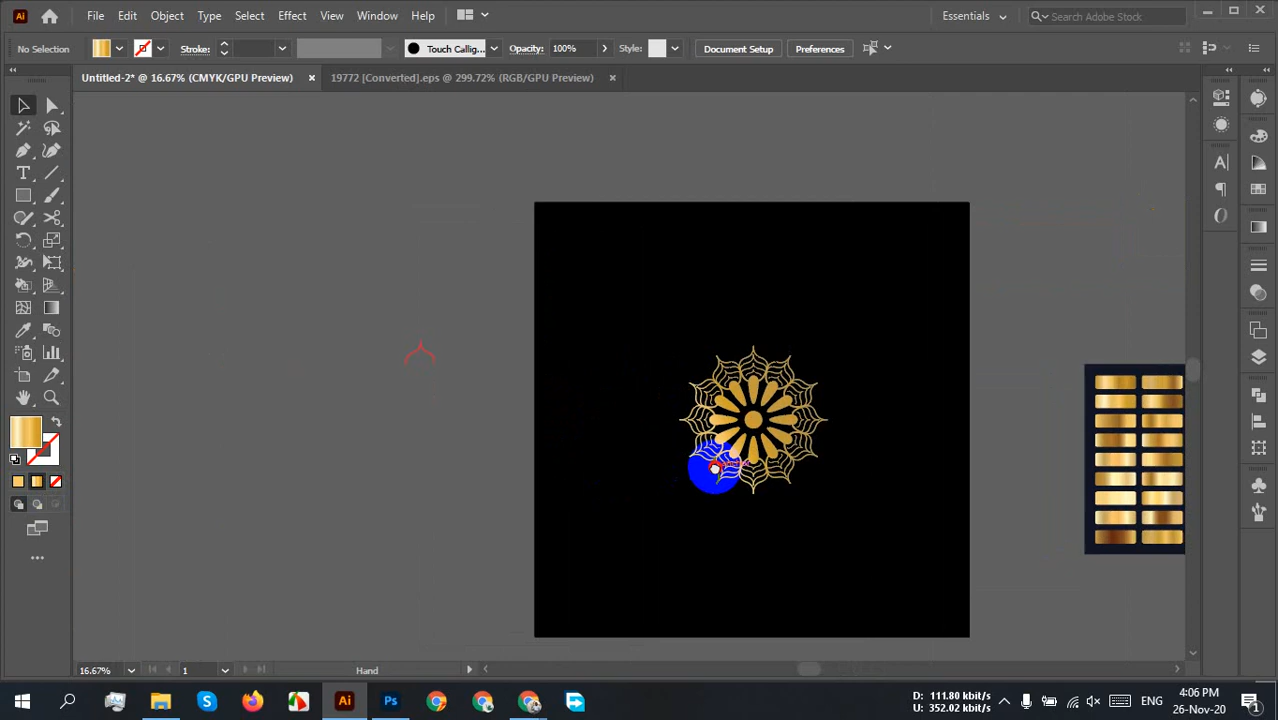 Ai File Edit Object Type Select Effect View Window Help Essentials Search Adobe Stock
No Selection Stroke: Touch Callig... Opacity: 100% Style: Document Setup Preferences
Untitled-2* @ 16.67% (CMYK/GPU Preview) × 19772 [Converted].eps @ 299.72% (RGB/GPU Preview) ×
16.67% 1 Hand
Ai Ps D: 111.80 kbit/s U: 352.02 kbit/s ENG 4:06 PM 26-Nov-20